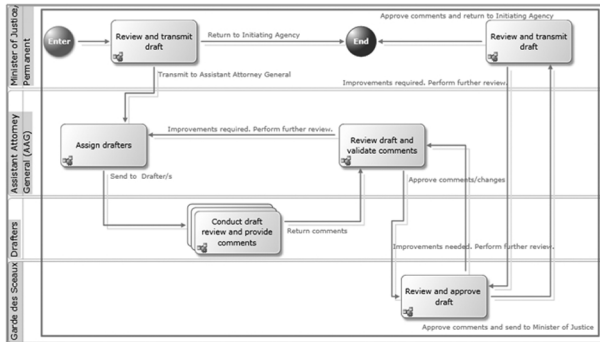 Minister of Justice,
Permanent
Enter
Review and transmit
draft
Return to Initiating Agency
End
Approve comments and return to Initiating Agency
Review and transmit
draft
Transmit to Assistant Attorney General
Improvements required. Perform further review.
Assistant Attorney
General (AAG)
Assign drafters
Improvements required. Perform further review.
Review draft and
validate comments
Send to Drafter/s
Approve comments/changes
Drafters
Conduct draft
review and provide
comments
Return comments
Improvements needed. Perform further review.
Garde des Sceaux
Review and approve
draft
Approve comments and send to Minister of Justice